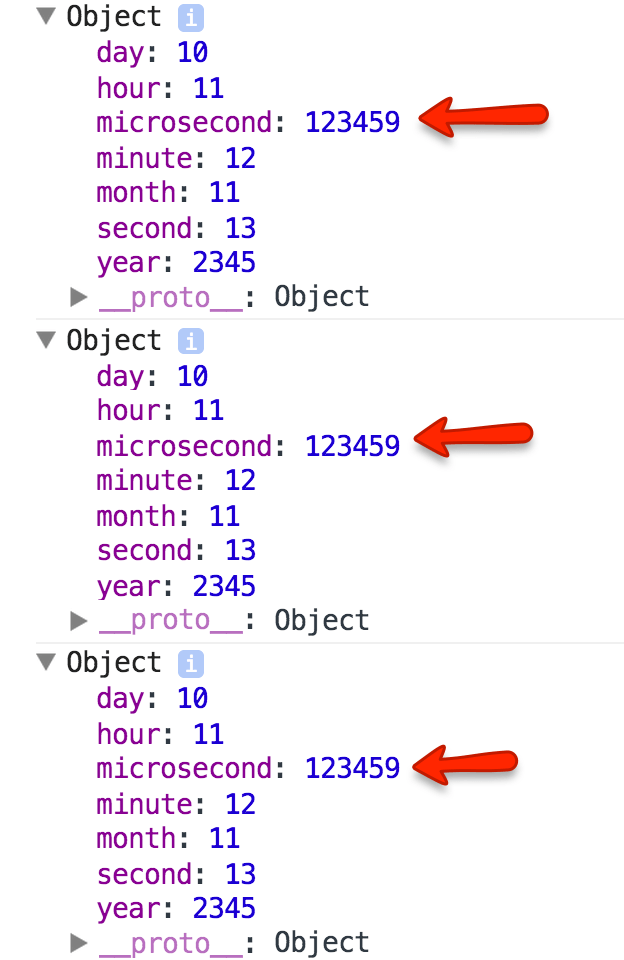 ▼ Object i
day: 10
hour: 11
microsecond: 123459
minute: 12
month: 11
second: 13
year: 2345
▶ __proto__: Object
▼ Object i
day: 10
hour: 11
microsecond: 123459
minute: 12
month: 11
second: 13
year: 2345
▶ __proto__: Object
▼ Object i
day: 10
hour: 11
microsecond: 123459
minute: 12
month: 11
second: 13
year: 2345
▶ __proto__: Object